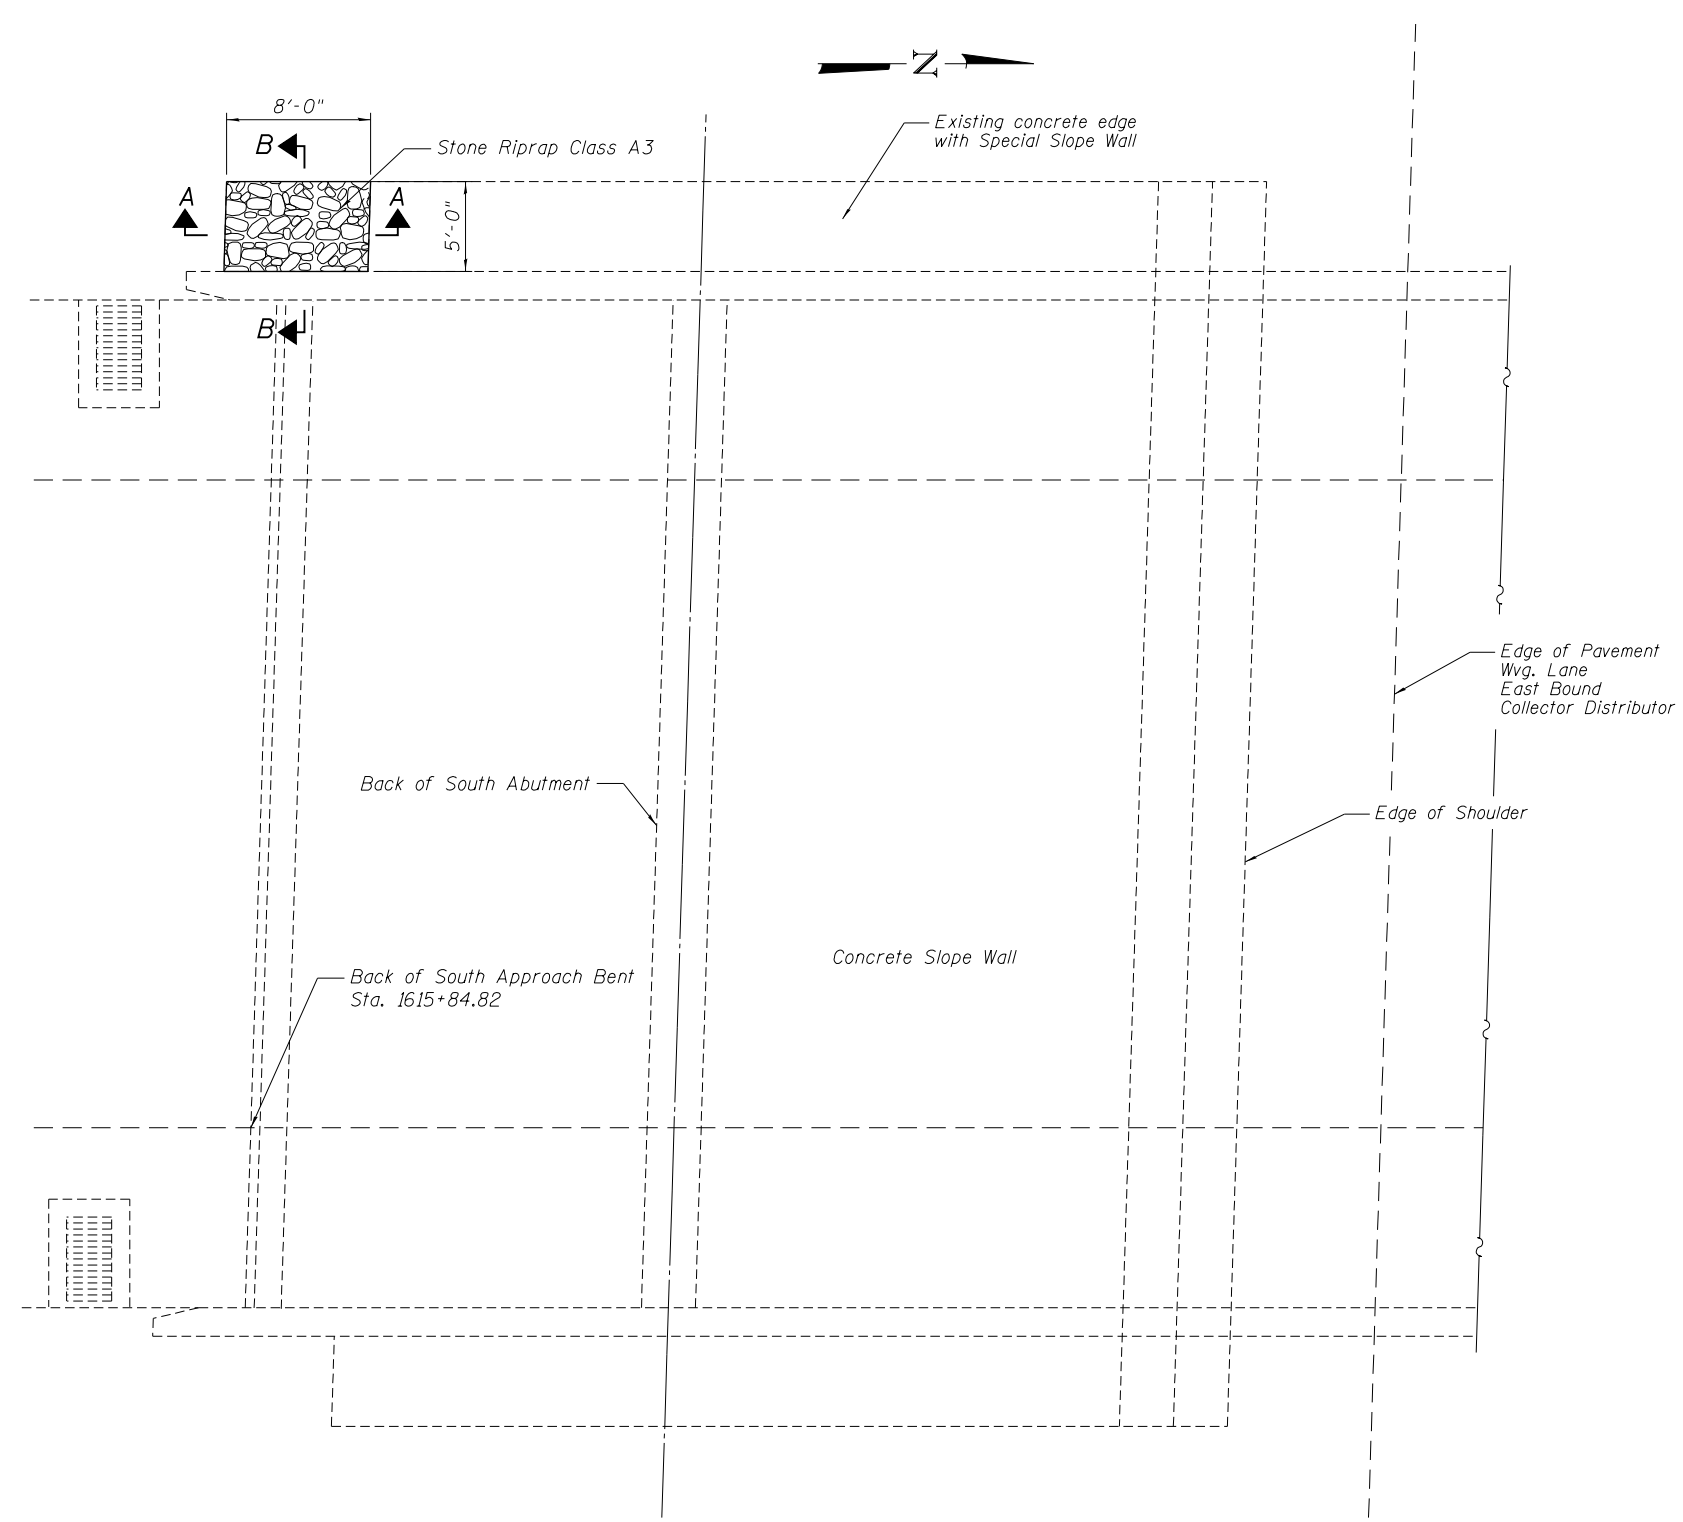 N
8'-0"
B
Stone Riprap Class A3
Existing concrete edge
with Special Slope Wall
A
A
5'-0"
B
Edge of Pavement
Wvg. Lane
East Bound
Collector Distributor
Back of South Abutment
Edge of Shoulder
Concrete Slope Wall
Back of South Approach Bent
Sta. 1615+84.82